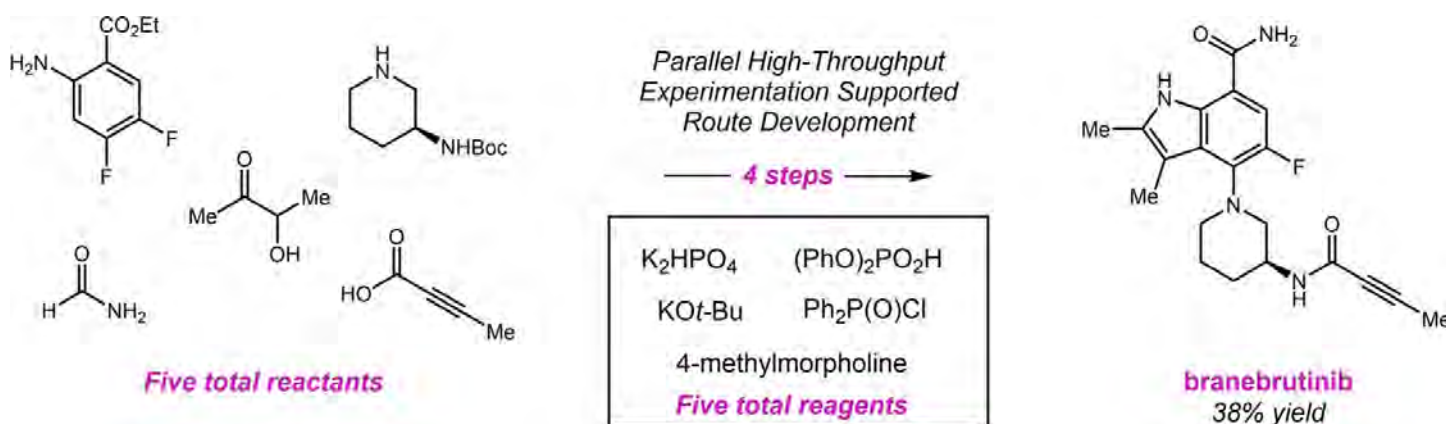 CO₂Et
H₂N
F
F
H
N
NHBoc
O
Me
Me
OH
O
H
NH₂
O
HO
Me
Five total reactants
Parallel High-Throughput
Experimentation Supported
Route Development
4 steps
K₂HPO₄ (PhO)₂PO₂H
KOt-Bu Ph₂P(O)Cl
4-methylmorpholine
Five total reagents
O
NH₂
H
N
Me
Me
F
N
O
N
H
Me
branebrutinib
38% yield